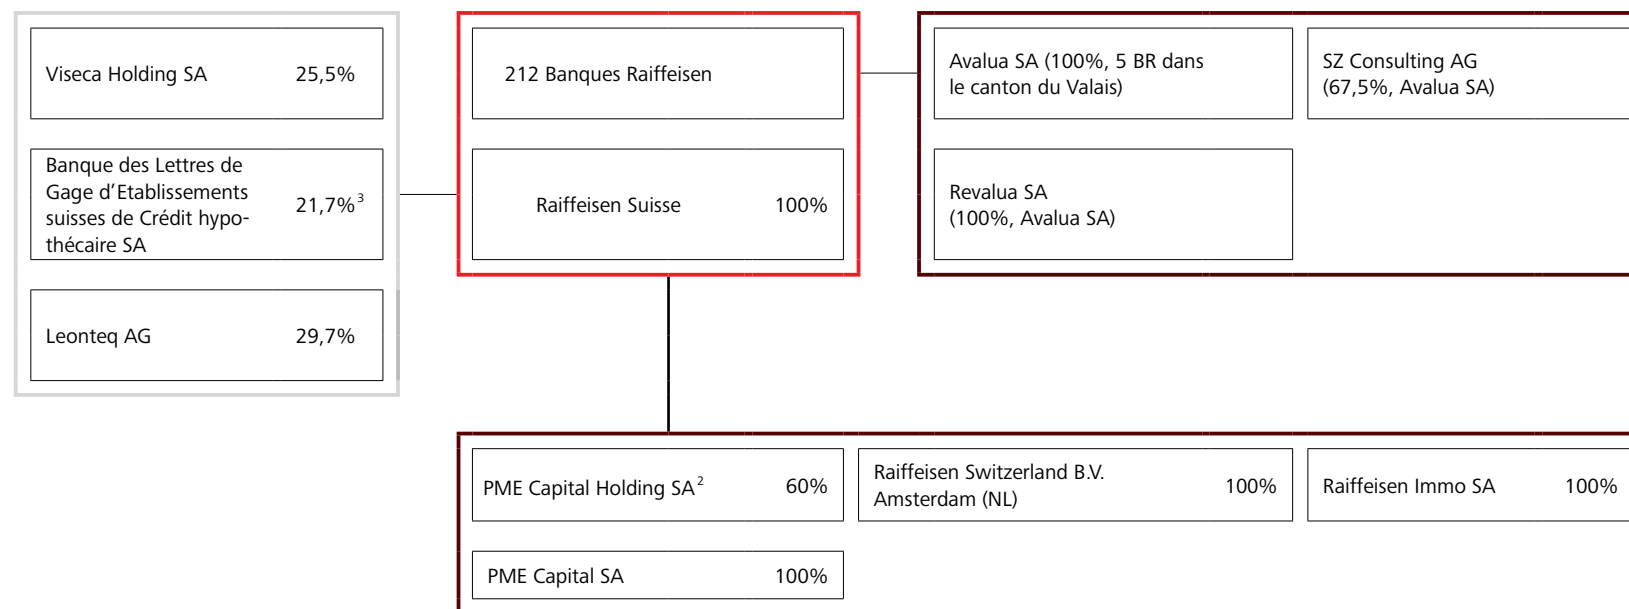 Viseca Holding SA 25,5%
Banque des Lettres de
Gage d'Etablissements
suisses de Crédit hypo-
thécaire SA
21,7%3
Leonteq AG 29,7%
212 Banques Raiffeisen
Raiffeisen Suisse 100%
Avalua SA (100%, 5 BR dans
le canton du Valais)
SZ Consulting AG
(67,5%, Avalua SA)
Revalua SA
(100%, Avalua SA)
PME Capital Holding SA2 60%
Raiffeisen Switzerland B.V.
Amsterdam (NL)
100%
Raiffeisen Immo SA 100%
PME Capital SA 100%